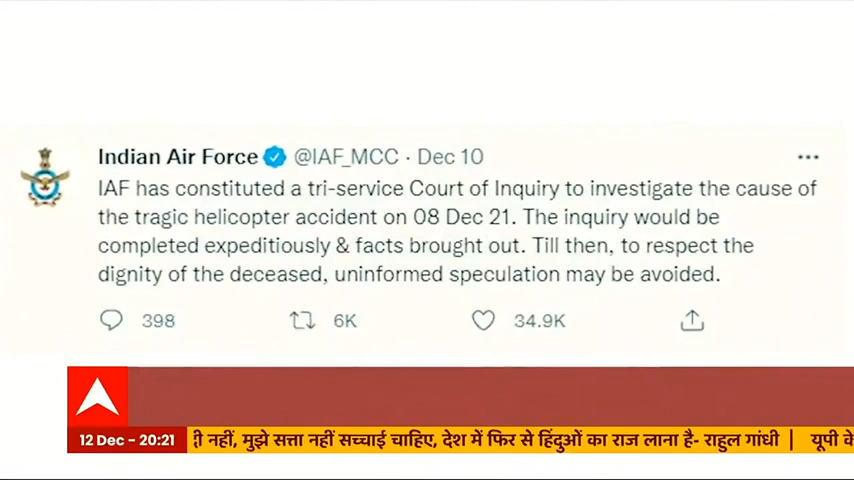 Indian Air Force @IAF_MCC · Dec 10
IAF has constituted a tri-service Court of Inquiry to investigate the cause of
the tragic helicopter accident on 08 Dec 21. The inquiry would be
completed expeditiously & facts brought out. Till then, to respect the
dignity of the deceased, uninformed speculation may be avoided.
398 6K 34.9K
12 Dec - 20:21 नहीं, मुझे सत्ता नहीं सच्चाई चाहिए, देश में फिर से हिंदुओं का राज लाना है- राहुल गांधी | यूपी के